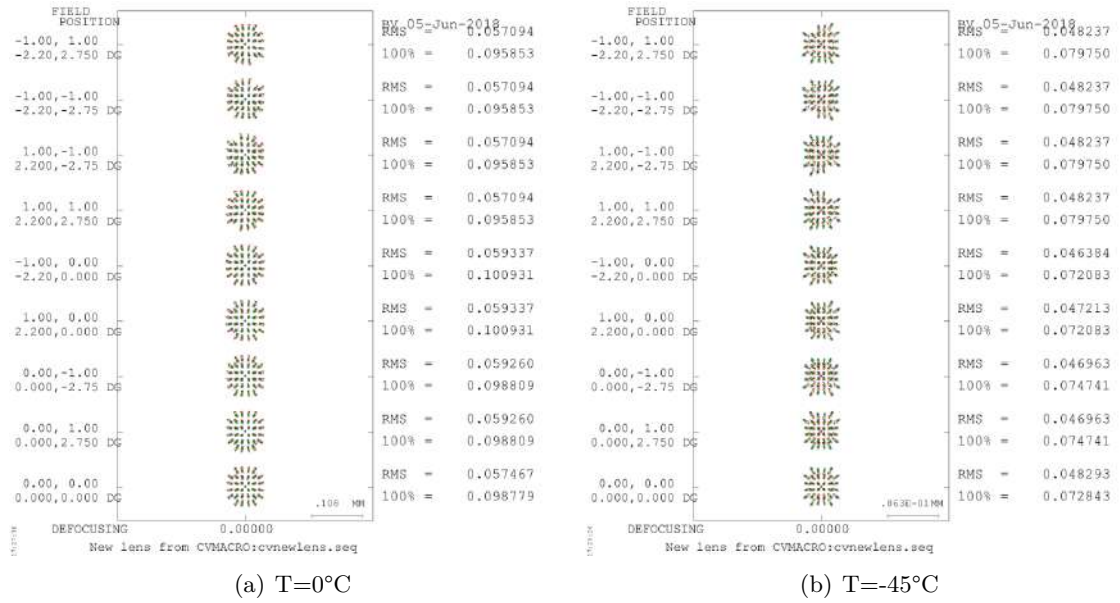 FIELD
POSITION
BV 05-Jun-2018
-1.00, 1.00
-2.20,2.750 DG
RMS = 0.057094
100% = 0.095853
-1.00,-1.00
-2.20,-2.75 DG
RMS = 0.057094
100% = 0.095853
1.00,-1.00
2.200,-2.75 DG
RMS = 0.057094
100% = 0.095853
1.00, 1.00
2.200,2.750 DG
RMS = 0.057094
100% = 0.095853
-1.00, 0.00
-2.20,0.000 DG
RMS = 0.059337
100% = 0.100931
1.00, 0.00
2.200,0.000 DG
RMS = 0.059337
100% = 0.100931
0.00,-1.00
0.000,-2.75 DG
RMS = 0.059260
100% = 0.098809
0.00, 1.00
0.000,2.750 DG
RMS = 0.059260
100% = 0.098809
0.00, 0.00
0.000,0.000 DG
RMS = 0.057467
100% = 0.098779
.106 MM
DEFOCUSING 0.00000
New lens from CVMACRO:cvnewlens.seq
(a) T=0°C
FIELD
POSITION
BV 05-Jun-2018
-1.00, 1.00
-2.20,2.750 DG
RMS = 0.048237
100% = 0.079750
-1.00,-1.00
-2.20,-2.75 DG
RMS = 0.048237
100% = 0.079750
1.00,-1.00
2.200,-2.75 DG
RMS = 0.048237
100% = 0.079750
1.00, 1.00
2.200,2.750 DG
RMS = 0.048237
100% = 0.079750
-1.00, 0.00
-2.20,0.000 DG
RMS = 0.046384
100% = 0.072083
1.00, 0.00
2.200,0.000 DG
RMS = 0.047213
100% = 0.072083
0.00,-1.00
0.000,-2.75 DG
RMS = 0.046963
100% = 0.074741
0.00, 1.00
0.000,2.750 DG
RMS = 0.046963
100% = 0.074741
0.00, 0.00
0.000,0.000 DG
RMS = 0.048293
100% = 0.072843
MM
DEFOCUSING 0.00000
New lens from CVMACRO:cvnewlens.seq
(b) T=-45°C